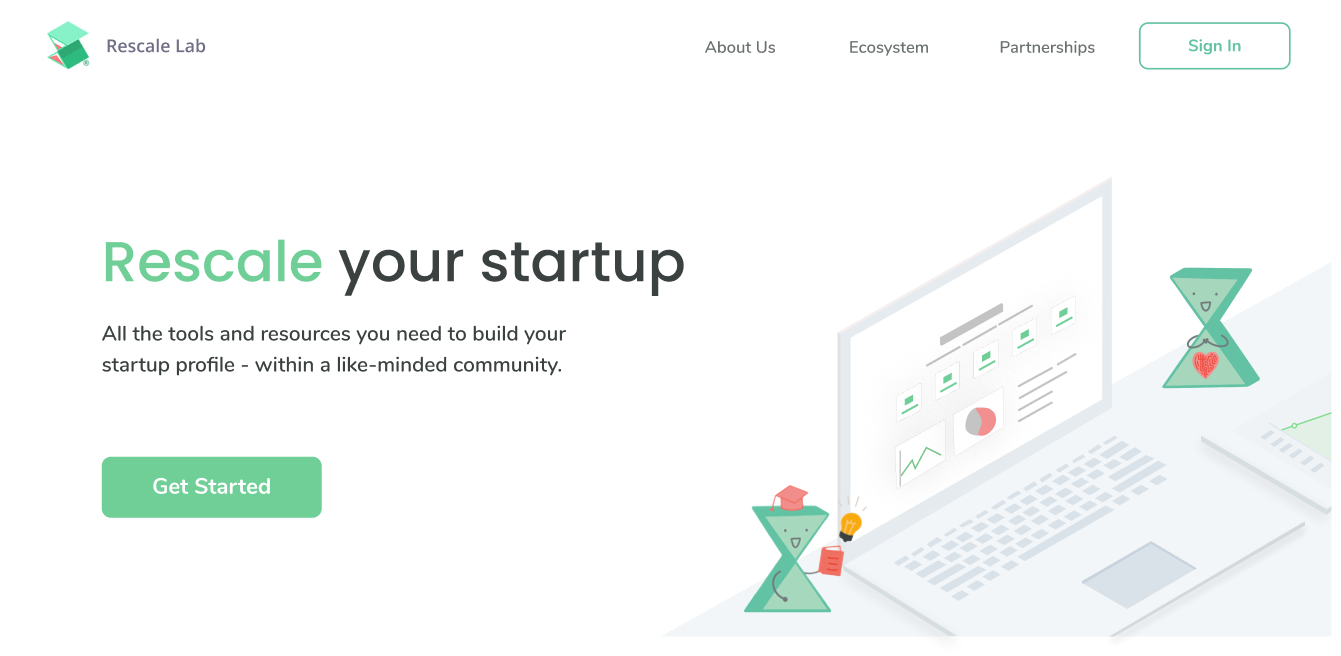 Rescale Lab
About Us
Ecosystem
Partnerships
Sign In
Rescale your startup
All the tools and resources you need to build your
startup profile - within a like-minded community.
Get Started